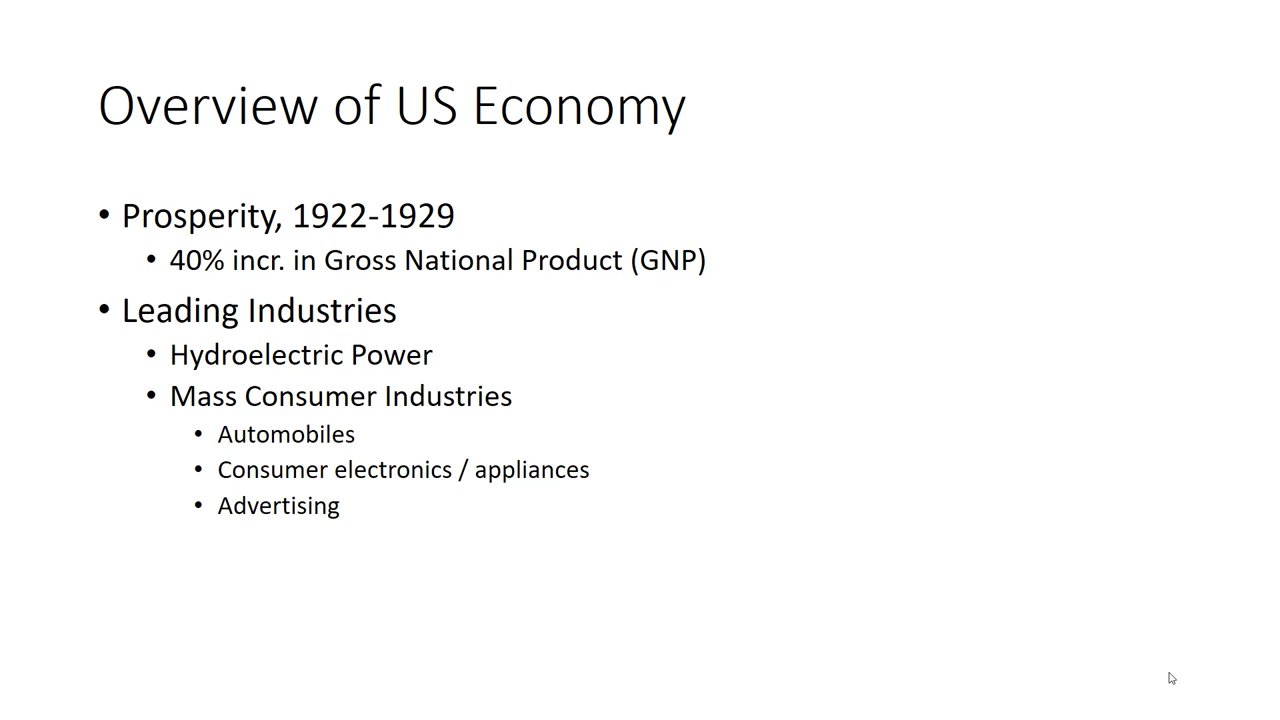 Overview of US Economy
• Prosperity, 1922-1929
• 40% incr. in Gross National Product (GNP)
• Leading Industries
• Hydroelectric Power
• Mass Consumer Industries
• Automobiles
• Consumer electronics / appliances
• Advertising